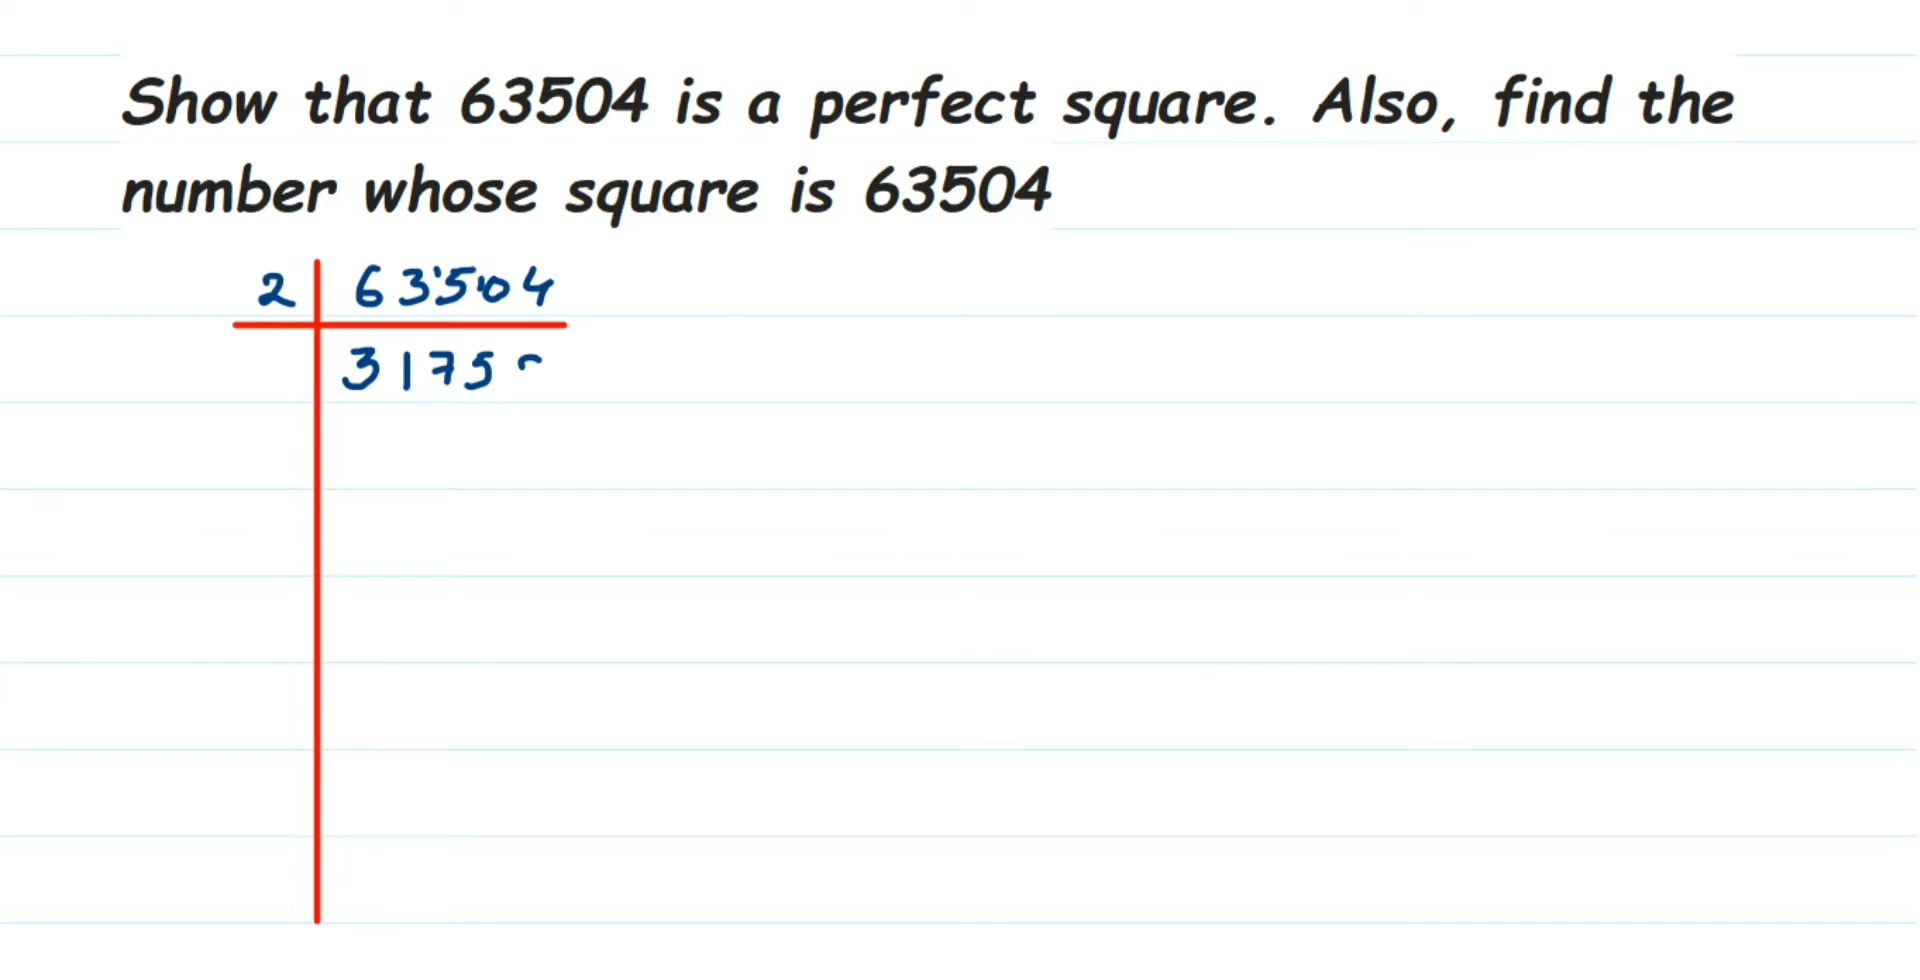 Show that 63504 is a perfect square. Also, find the
number whose square is 63504
2 63504
3175